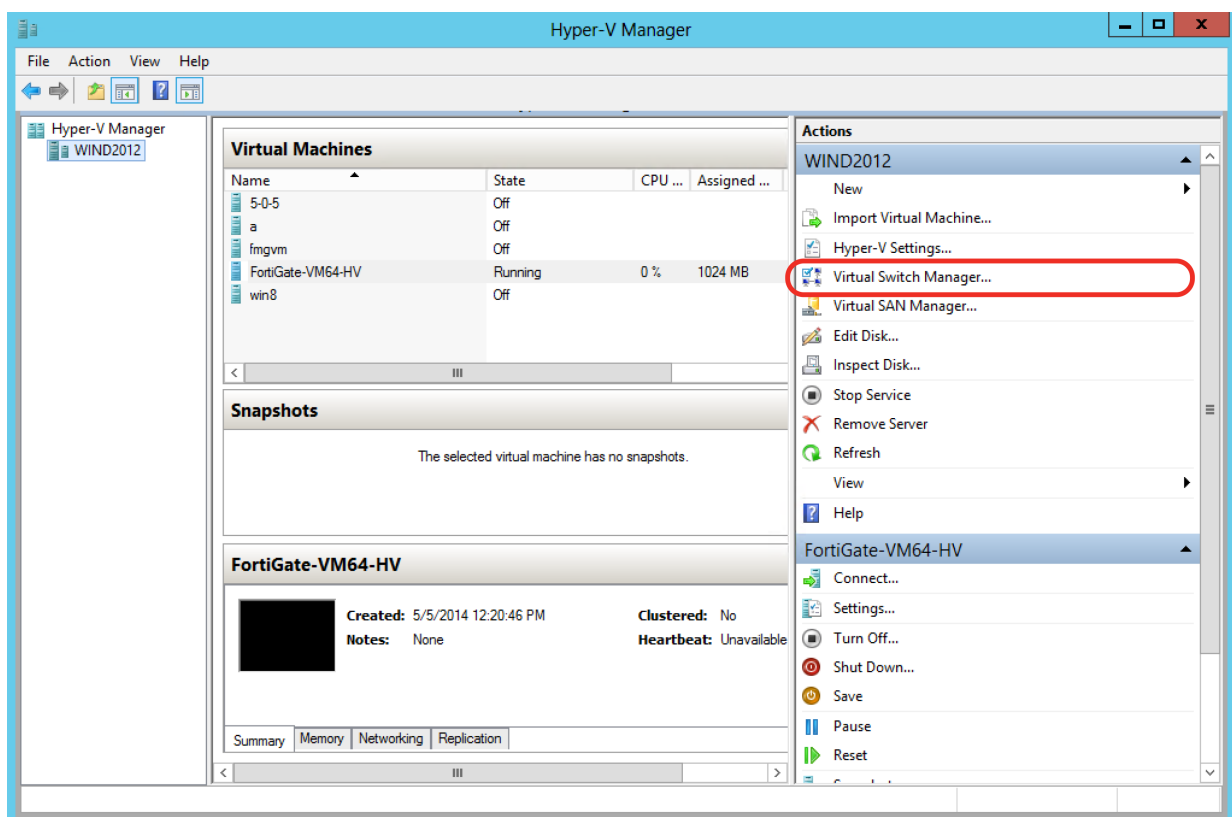 Hyper-V Manager
File Action View Help
Hyper-V Manager
WIND2012
Virtual Machines
Name State CPU ... Assigned ...
5-0-5 Off
a Off
fmgvm Off
FortiGate-VM64-HV Running 0 % 1024 MB
win8 Off
Snapshots
The selected virtual machine has no snapshots.
FortiGate-VM64-HV
Created: 5/5/2014 12:20:46 PM Clustered: No
Notes: None Heartbeat: Unavailable
Summary Memory Networking Replication
Actions
WIND2012
New
Import Virtual Machine...
Hyper-V Settings...
Virtual Switch Manager...
Virtual SAN Manager...
Edit Disk...
Inspect Disk...
Stop Service
Remove Server
Refresh
View
Help
FortiGate-VM64-HV
Connect...
Settings...
Turn Off...
Shut Down...
Save
Pause
Reset